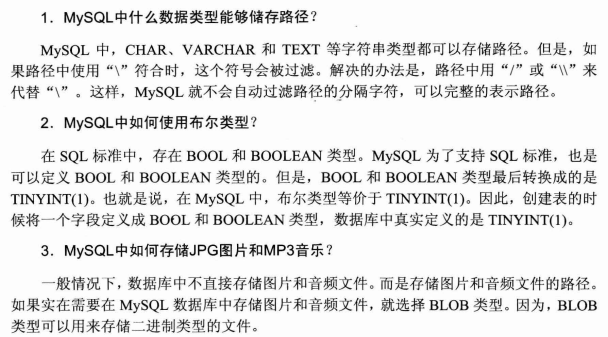 1．MySQL中什么数据类型能够储存路径？
MySQL 中，CHAR、VARCHAR 和 TEXT 等字符串类型都可以存储路径。但是，如
果路径中使用“\”符合时，这个符号会被过滤。解决的办法是，路径中用“/”或“\\”来
代替“\”。这样，MySQL 就不会自动过滤路径的分隔字符，可以完整的表示路径。
2．MySQL中如何使用布尔类型？
在 SQL 标准中，存在 BOOL 和 BOOLEAN 类型。MySQL 为了支持 SQL 标准，也是
可以定义 BOOL 和 BOOLEAN 类型的。但是，BOOL 和 BOOLEAN 类型最后转换成的是
TINYINT(1)。也就是说，在 MySQL 中，布尔类型等价于 TINYINT(1)。因此，创建表的时
候将一个字段定义成 BOOL 和 BOOLEAN 类型，数据库中真实定义的是 TINYINT(1)。
3．MySQL中如何存储JPG图片和MP3音乐？
一般情况下，数据库中不直接存储图片和音频文件。而是存储图片和音频文件的路径。
如果实在需要在 MySQL 数据库中存储图片和音频文件，就选择 BLOB 类型。因为，BLOB
类型可以用来存储二进制类型的文件。